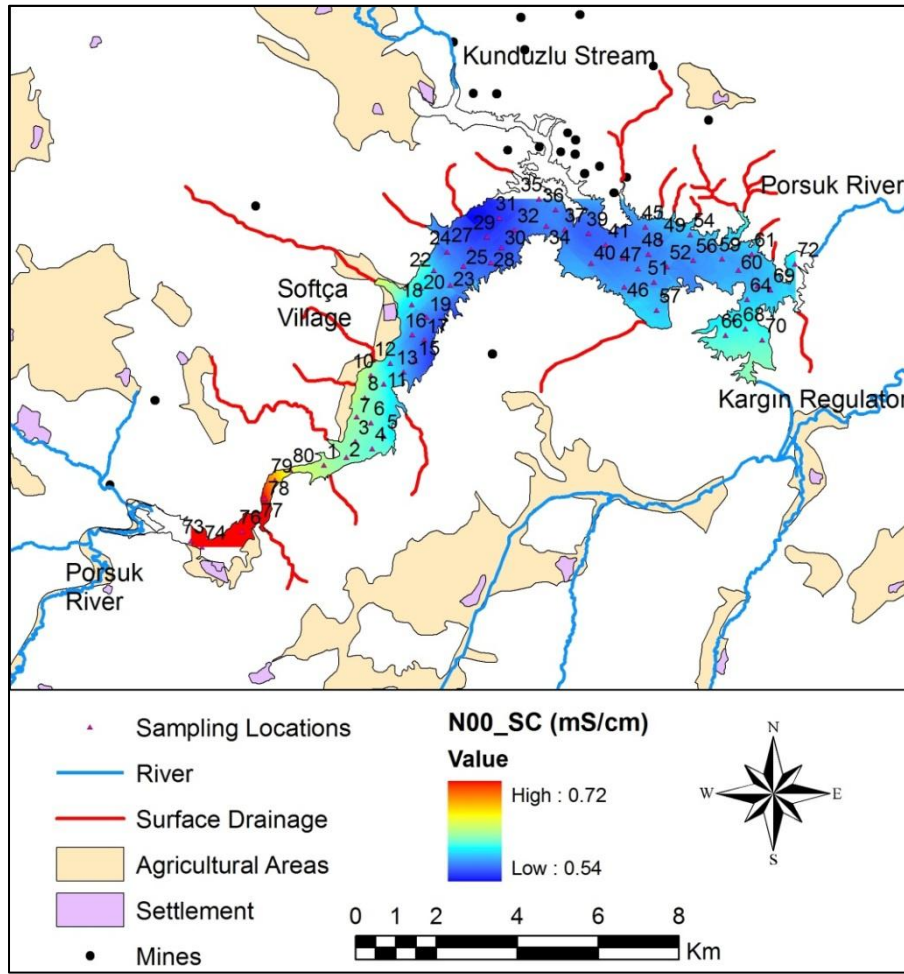 Kunduzlu Stream
Porsuk River
35
36
31
32
37
39
45
49
54
29
30
34
41
48
52
56
59
61
72
24
27
25
28
40
47
51
60
69
22
20
23
46
57
64
Softça
Village
18
19
16
17
66
68
70
12
13
15
10
11
8
Kargın Regulator
7
6
5
3
4
80
1
2
79
78
77
76
73
74
Porsuk
River
Sampling Locations
River
Surface Drainage
Agricultural Areas
Settlement
Mines
N00_SC (mS/cm)
Value
High : 0.72
Low : 0.54
N
W
E
S
0 1 2 4 6 8
Km